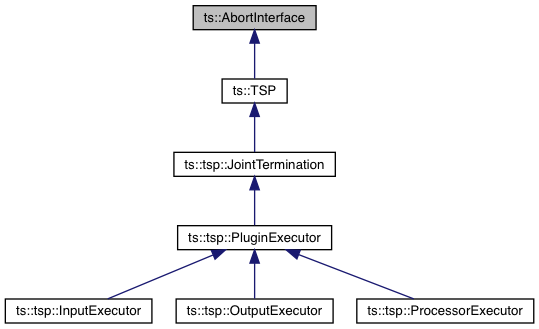 ts::AbortInterface
ts::TSP
ts::tsp::JointTermination
ts::tsp::PluginExecutor
ts::tsp::InputExecutor
ts::tsp::OutputExecutor
ts::tsp::ProcessorExecutor